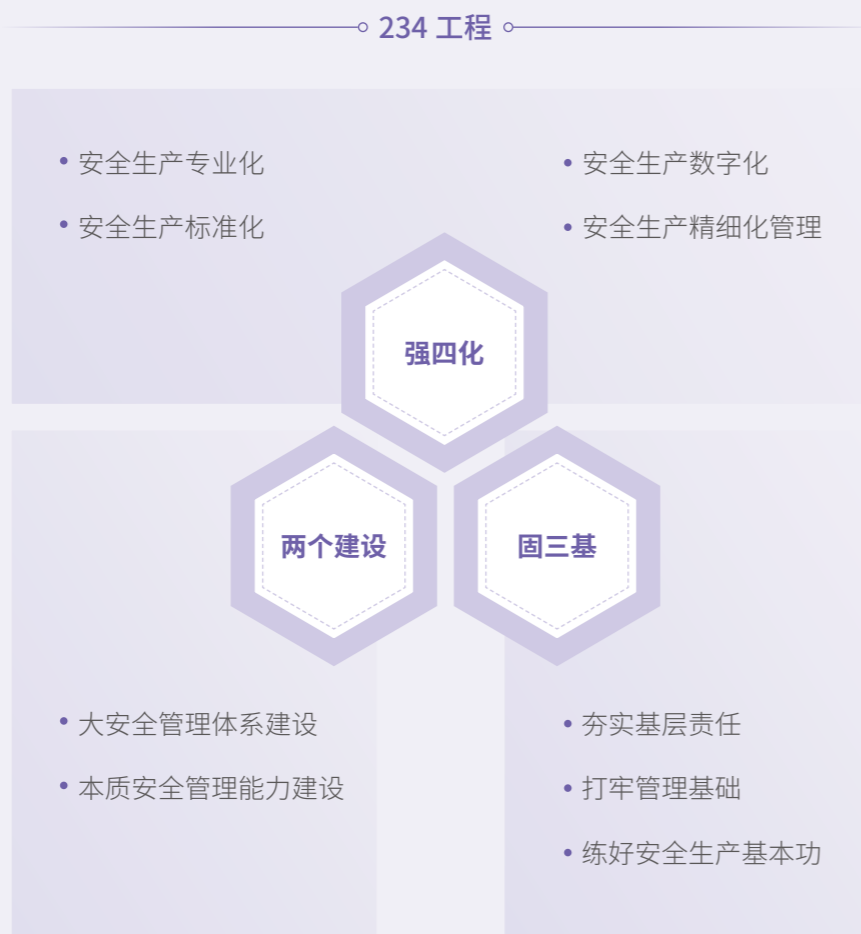 234 工程
安全生产专业化
安全生产标准化
安全生产数字化
安全生产精细化管理
强四化
两个建设
固三基
大安全管理体系建设
本质安全管理能力建设
夯实基层责任
打牢管理基础
练好安全生产基本功